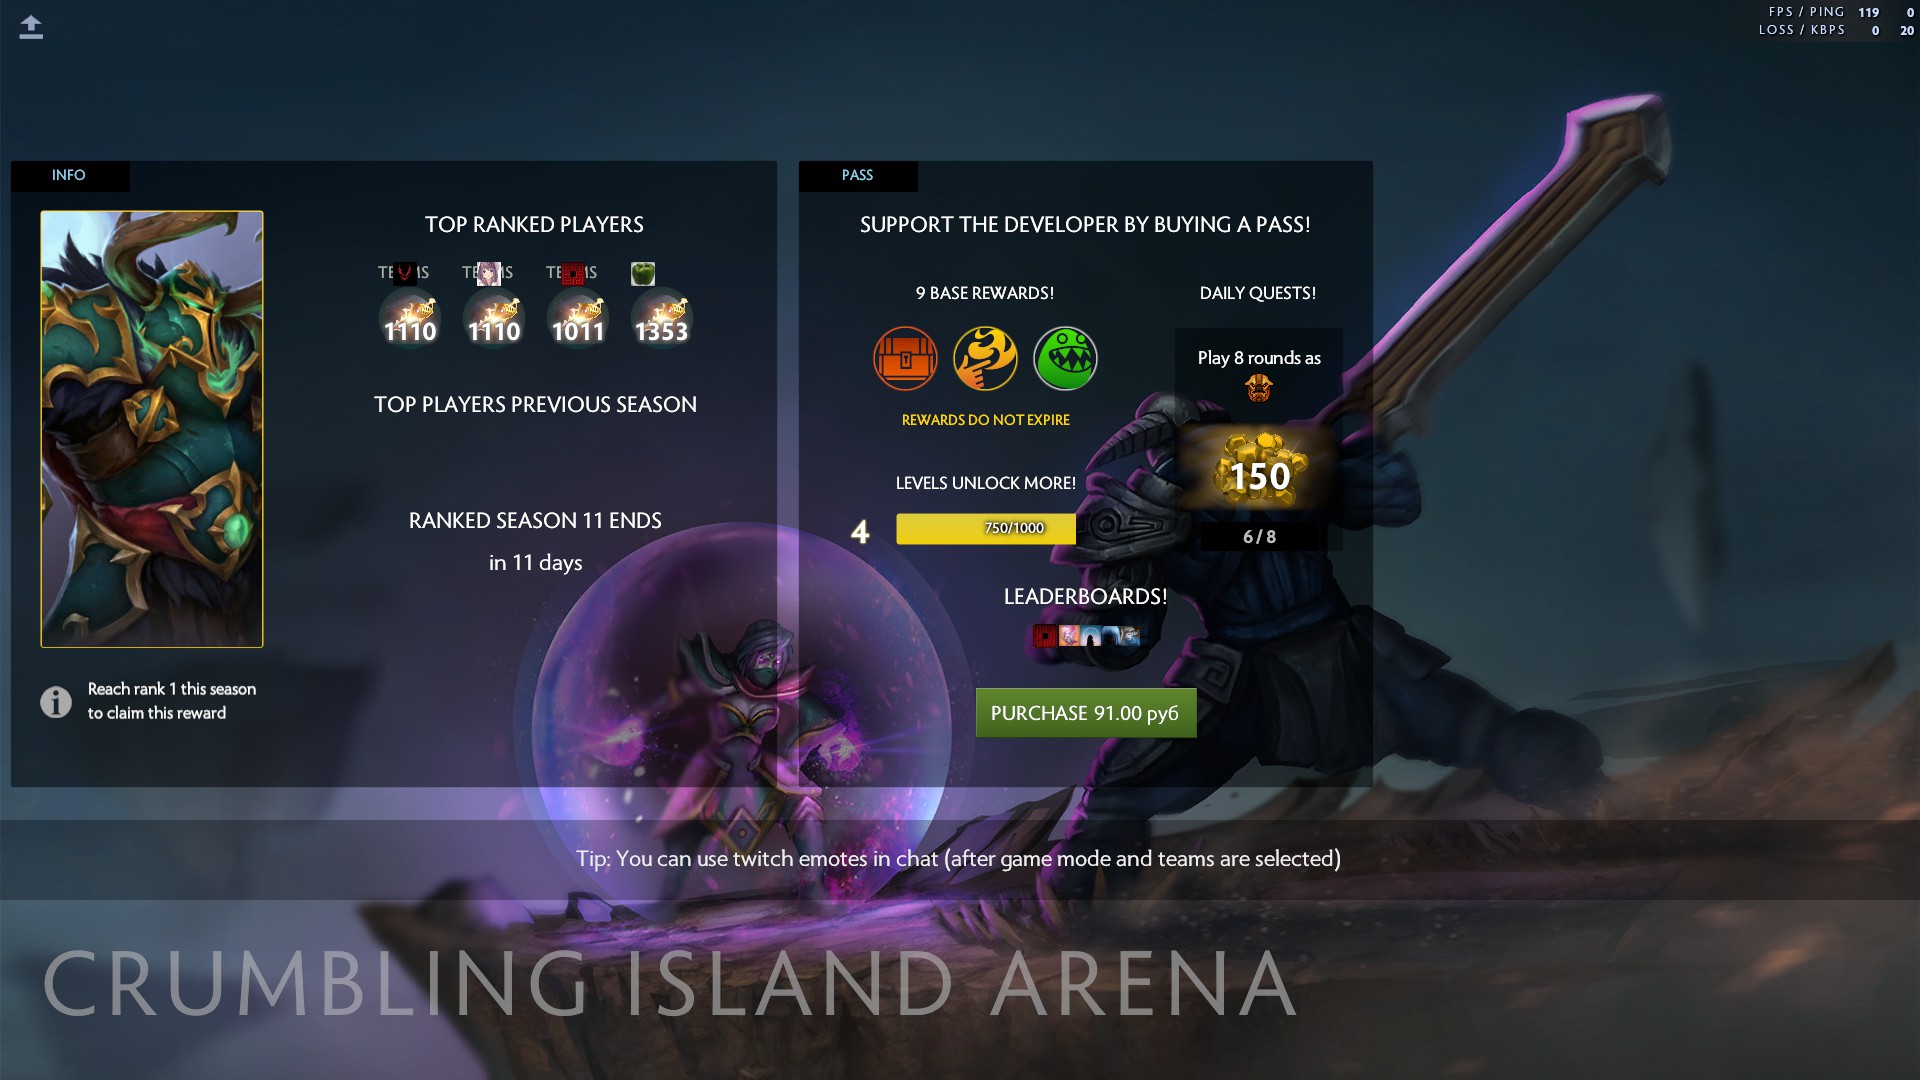 FPS / PING 119 0
LOSS / KBPS 0 20
INFO
TOP RANKED PLAYERS
1110 1110 1011 1353
TOP PLAYERS PREVIOUS SEASON
RANKED SEASON 11 ENDS
in 11 days
Reach rank 1 this season
to claim this reward
PASS
SUPPORT THE DEVELOPER BY BUYING A PASS!
9 BASE REWARDS!
REWARDS DO NOT EXPIRE
LEVELS UNLOCK MORE!
4 750/1000
DAILY QUESTS!
Play 8 rounds as
150
6/8
LEADERBOARDS!
PURCHASE 91.00 руб
Tip: You can use twitch emotes in chat (after game mode and teams are selected)
CRUMBLING ISLAND ARENA